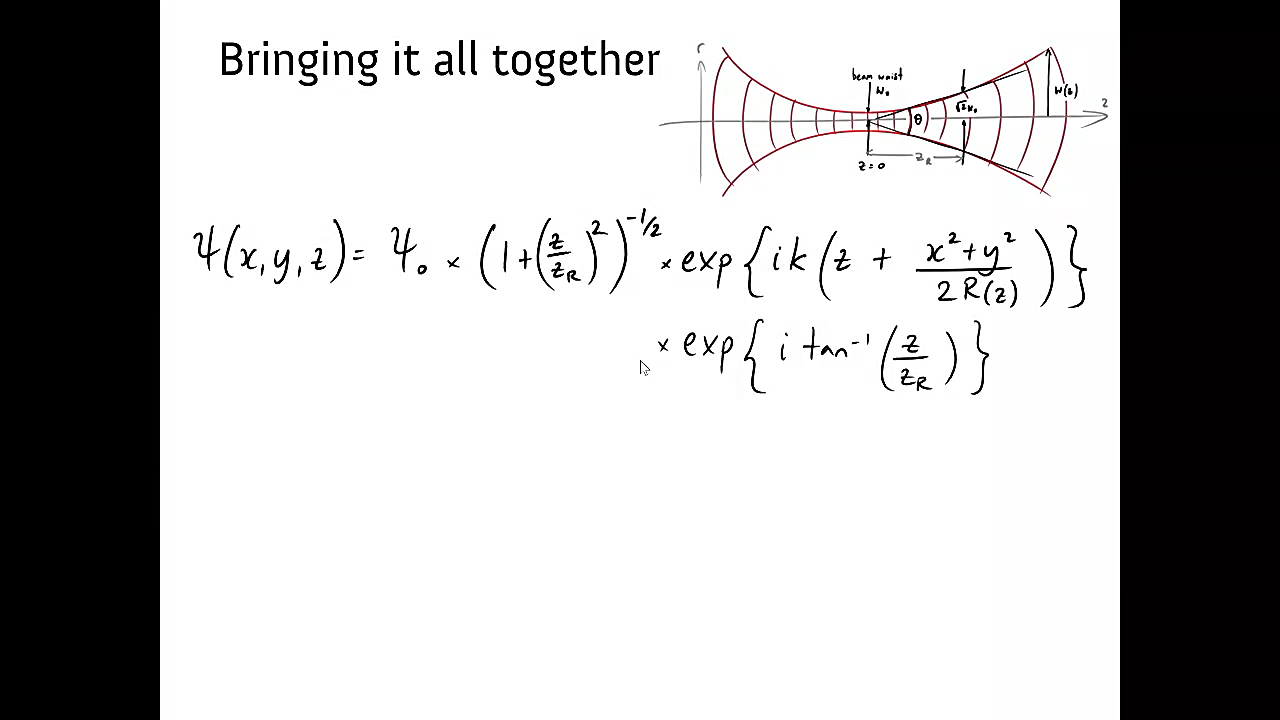 Bringing it all together
r
beam waist
W₀
θ
√2W₀
W(z)
z
z_R
z=0
Ψ(x,y,z)= Ψ₀ × (1+(z/z_R)²)^(-1/2) × exp{ik(z + (x²+y²)/(2R(z)))}
× exp{i tan⁻¹(z/z_R)}